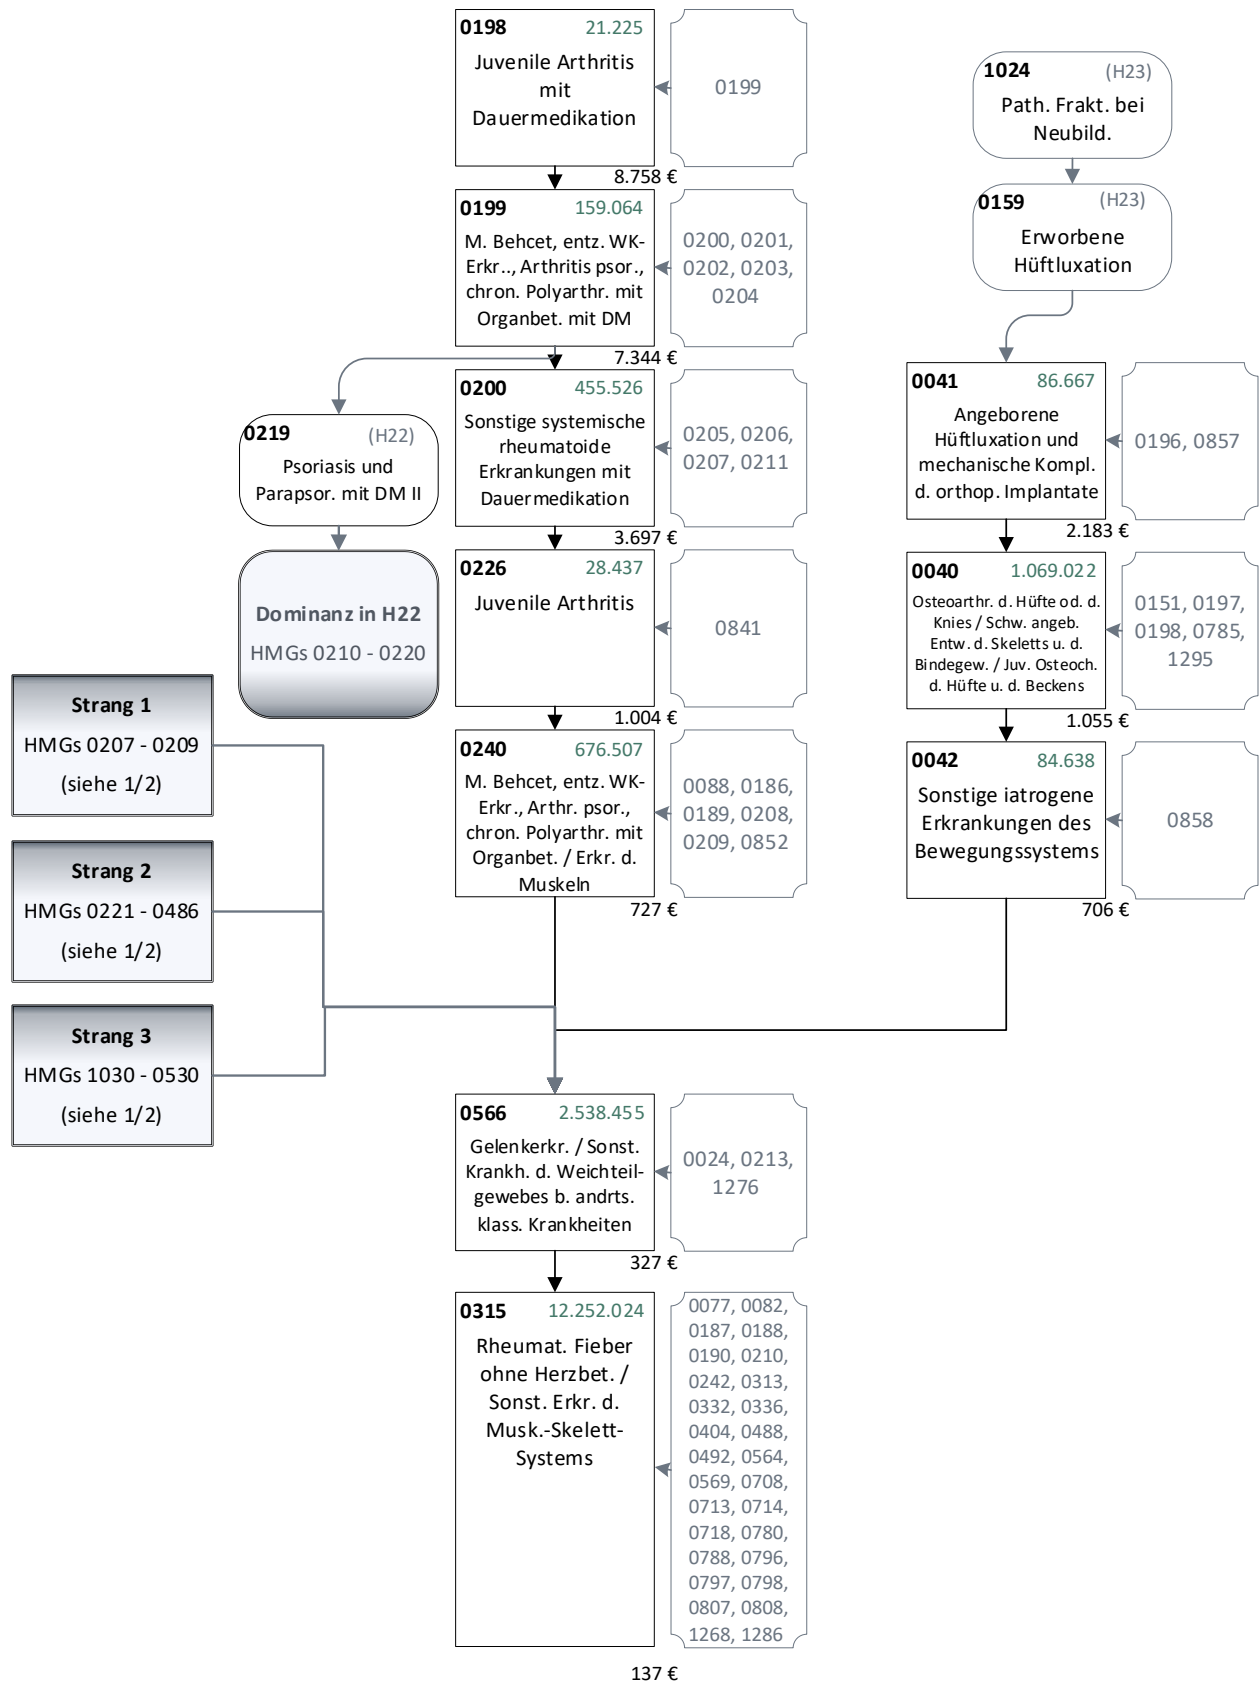 0198 21.225
Juvenile Arthritis
mit
Dauermedikation
0199
8.758 €
0199 159.064
M. Behcet, entz. WK-
Erkr.., Arthritis psor.,
chron. Polyarthr. mit
Organbet. mit DM
0200, 0201,
0202, 0203,
0204
7.344 €
0219 (H22)
Psoriasis und
Parapsor. mit DM II
Dominanz in H22
HMGs 0210 - 0220
0200 455.526
Sonstige systemische
rheumatoide
Erkrankungen mit
Dauermedikation
0205, 0206,
0207, 0211
3.697 €
0226 28.437
Juvenile Arthritis
0841
1.004 €
0240 676.507
M. Behcet, entz. WK-
Erkr., Arthr. psor.,
chron. Polyarthr. mit
Organbet. / Erkr. d.
Muskeln
0088, 0186,
0189, 0208,
0209, 0852
727 €
1024 (H23)
Path. Frakt. bei
Neubild.
0159 (H23)
Erworbene
Hüftluxation
0041 86.667
Angeborene
Hüftluxation und
mechanische Kompl.
d. orthop. Implantate
0196, 0857
2.183 €
0040 1.069.022
Osteoarthr. d. Hüfte od. d.
Knies / Schw. angeb.
Entw. d. Skeletts u. d.
Bindegew. / Juv. Osteoch.
d. Hüfte u. d. Beckens
0151, 0197,
0198, 0785,
1295
1.055 €
0042 84.638
Sonstige iatrogene
Erkrankungen des
Bewegungssystems
0858
706 €
Strang 1
HMGs 0207 - 0209
(siehe 1/2)
Strang 2
HMGs 0221 - 0486
(siehe 1/2)
Strang 3
HMGs 1030 - 0530
(siehe 1/2)
0566 2.538.455
Gelenkerkr. / Sonst.
Krankh. d. Weichteil-
gewebes b. andrts.
klass. Krankheiten
0024, 0213,
1276
327 €
0315 12.252.024
Rheumat. Fieber
ohne Herzbet. /
Sonst. Erkr. d.
Musk.-Skelett-
Systems
0077, 0082,
0187, 0188,
0190, 0210,
0242, 0313,
0332, 0336,
0404, 0488,
0492, 0564,
0569, 0708,
0713, 0714,
0718, 0780,
0788, 0796,
0797, 0798,
0807, 0808,
1268, 1286
137 €